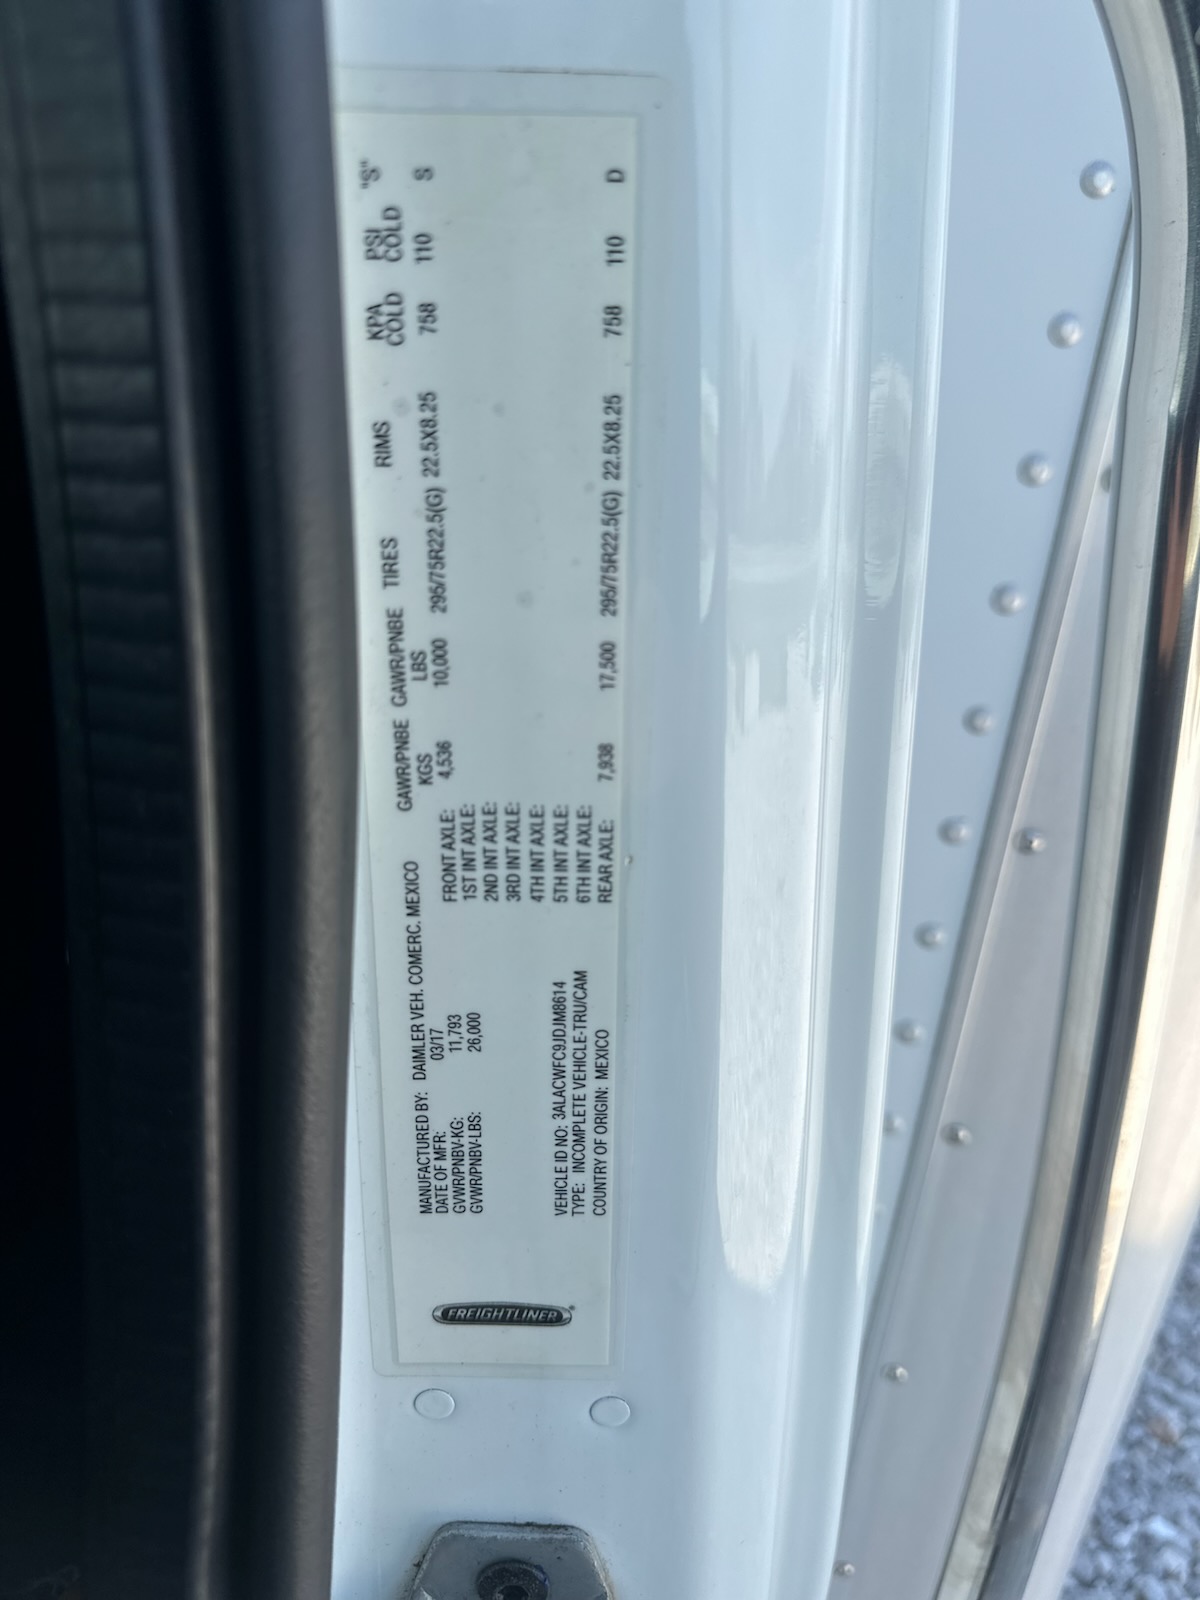 FREIGHTLINER
MANUFACTURED BY: DAIMLER VEH. COMERC. MEXICO
DATE OF MFR: 03/17
GVWR/PNBV-KG: 11,793
GVWR/PNBV-LBS: 26,000
VEHICLE ID NO: 3ALACWFC9JDJM8614
TYPE: INCOMPLETE VEHICLE-TRU/CAM
COUNTRY OF ORIGIN: MEXICO
GAWR/PNBE KGS GAWR/PNBE LBS TIRES RIMS KPA COLD PSI COLD "S"
FRONT AXLE: 4,536 10,000 295/75R22.5(G) 22.5X8.25 758 110 S
1ST INT AXLE:
2ND INT AXLE:
3RD INT AXLE:
4TH INT AXLE:
5TH INT AXLE:
6TH INT AXLE:
REAR AXLE: 7,938 17,500 295/75R22.5(G) 22.5X8.25 758 110 D